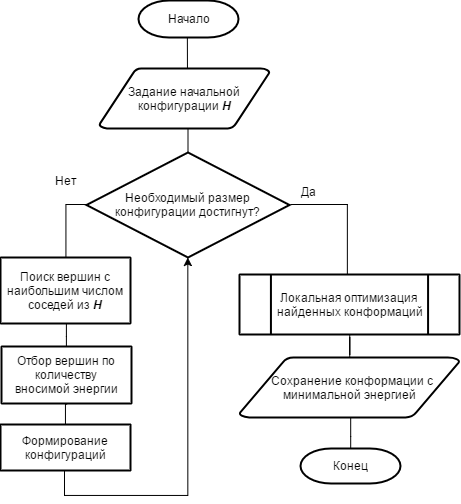 Начало
Задание начальной
конфигурации H
Необходимый размер
конфигурации достигнут?
Нет
Да
Поиск вершин с
наибольшим числом
соседей из H
Отбор вершин по
количеству
вносимой энергии
Формирование
конфигураций
Локальная оптимизация
найденных конформаций
Сохранение конформации с
минимальной энергией
Конец